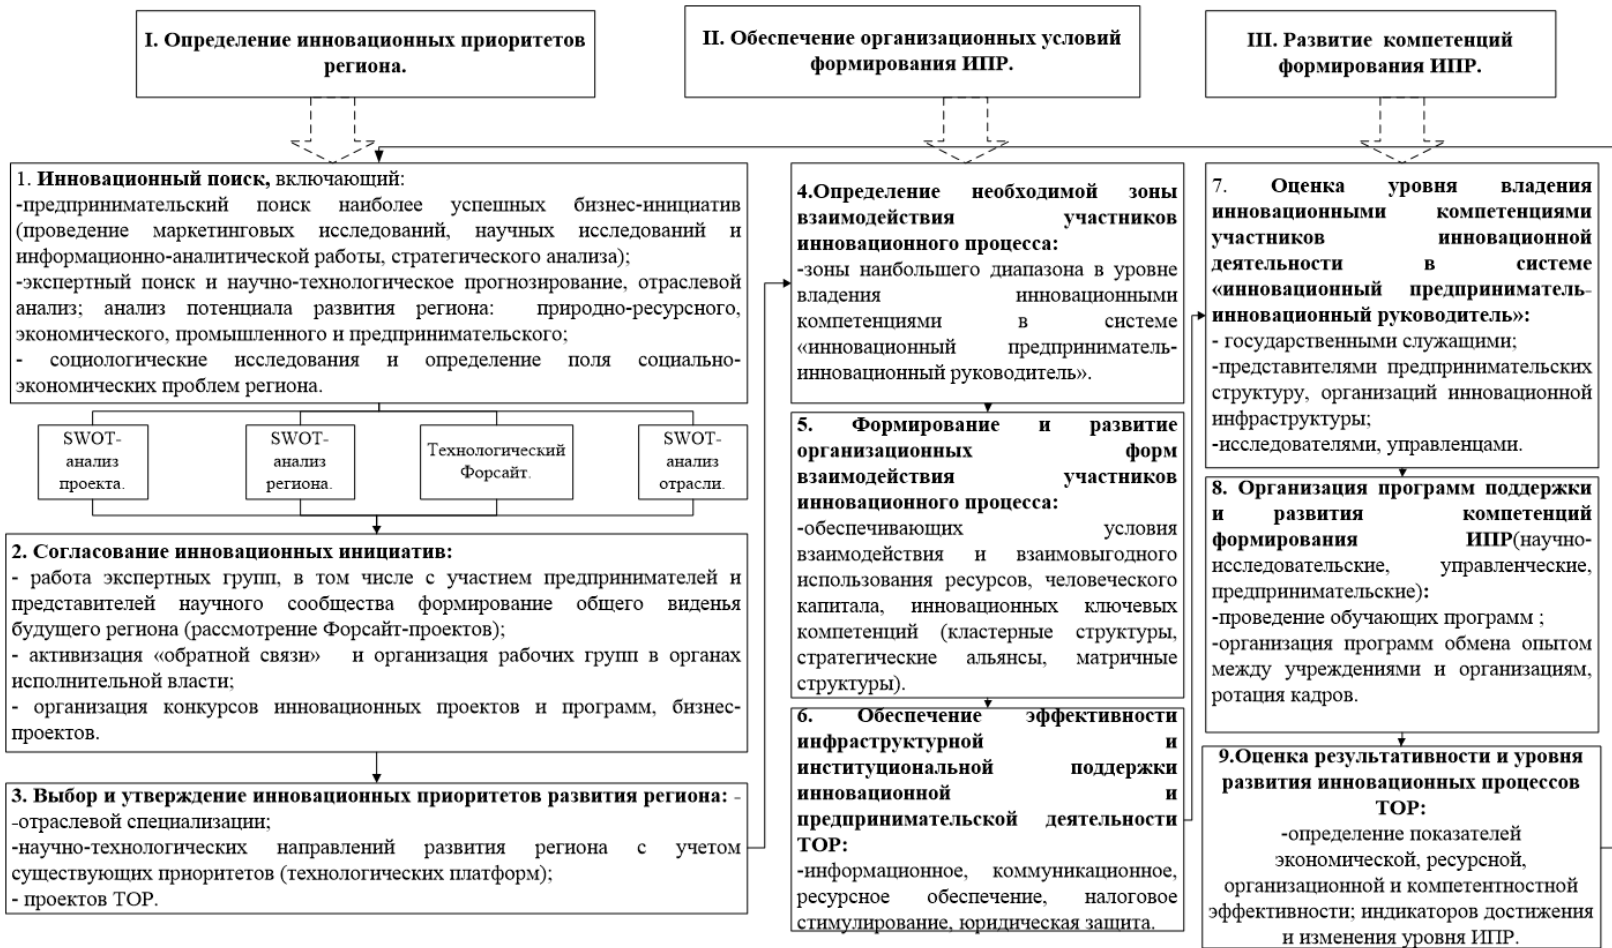 I. Определение инновационных приоритетов
региона.
II. Обеспечение организационных условий
формирования ИПР.
III. Развитие компетенций
формирования ИПР.
1. Инновационный поиск, включающий:
-предпринимательский поиск наиболее успешных бизнес-инициатив
(проведение маркетинговых исследований, научных исследований и
информационно-аналитической работы, стратегического анализа);
-экспертный поиск и научно-технологическое прогнозирование, отраслевой
анализ; анализ потенциала развития региона: природно-ресурсного,
экономического, промышленного и предпринимательского;
- социологические исследования и определение поля социально-
экономических проблем региона.
SWOT-
анализ
проекта.
SWOT-
анализ
региона.
Технологический
Форсайт.
SWOT-
анализ
отрасли.
2. Согласование инновационных инициатив:
- работа экспертных групп, в том числе с участием предпринимателей и
представителей научного сообщества формирование общего виденья
будущего региона (рассмотрение Форсайт-проектов);
- активизация «обратной связи» и организация рабочих групп в органах
исполнительной власти;
- организация конкурсов инновационных проектов и программ, бизнес-
проектов.
3. Выбор и утверждение инновационных приоритетов развития региона: -
-отраслевой специализации;
-научно-технологических направлений развития региона с учетом
существующих приоритетов (технологических платформ);
- проектов ТОР.
4.Определение необходимой зоны
взаимодействия участников
инновационного процесса:
-зоны наибольшего диапазона в уровне
владения инновационными
компетенциями в системе
«инновационный предприниматель-
инновационный руководитель».
5. Формирование и развитие
организационных форм
взаимодействия участников
инновационного процесса:
-обеспечивающих условия
взаимодействия и взаимовыгодного
использования ресурсов, человеческого
капитала, инновационных ключевых
компетенций (кластерные структуры,
стратегические альянсы, матричные
структуры).
6. Обеспечение эффективности
инфраструктурной и
институциональной поддержки
инновационной и
предпринимательской деятельности
ТОР:
-информационное, коммуникационное,
ресурсное обеспечение, налоговое
стимулирование, юридическая защита.
7. Оценка уровня владения
инновационными компетенциями
участников инновационной
деятельности в системе
«инновационный предприниматель-
инновационный руководитель»:
- государственными служащими;
-представителями предпринимательских
структуру, организаций инновационной
инфраструктуры;
-исследователями, управленцами.
8. Организация программ поддержки
и развития компетенций
формирования ИПР(научно-
исследовательские, управленческие,
предпринимательские):
-проведение обучающих программ ;
-организация программ обмена опытом
между учреждениями и организациям,
ротация кадров.
9.Оценка результативности и уровня
развития инновационных процессов
ТОР:
-определение показателей
экономической, ресурсной,
организационной и компетентностной
эффективности; индикаторов достижения
и изменения уровня ИПР.